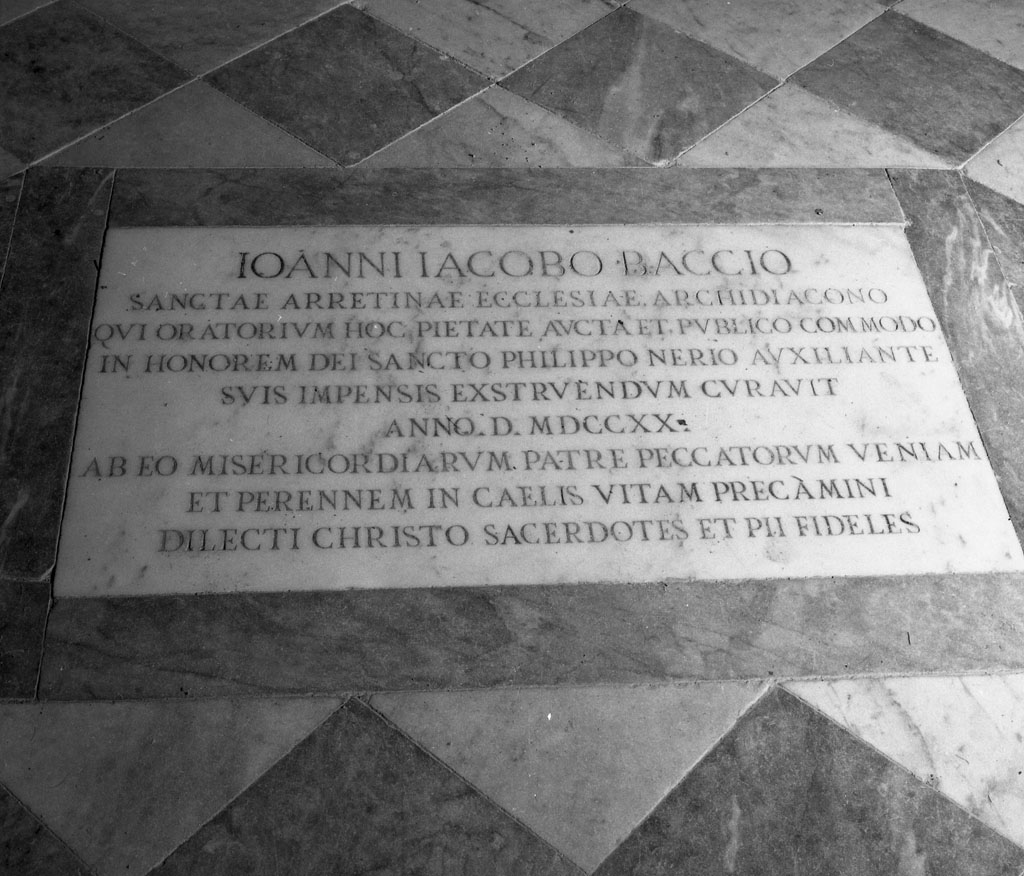 IOANNI IACOBO BACCIO
SANCTAE ARRETINAE ECCLESIAE ARCHIDIACONO
QVI ORATORIVM HOC PIETATE AVCTA ET PVBLICO COMMODO
IN HONOREM DEI SANCTO PHILIPPO NERIO AVXILIANTE
SVIS IMPENSIS EXSTRVENDVM CVRAVIT
ANNO.D.MDCCXX.
AB EO MISERICORDIARVM.PATRE PECCATORVM VENIAM
ET PERENNEM IN CAELIS VITAM PRECAMINI
DILECTI CHRISTO SACERDOTES ET PII FIDELES